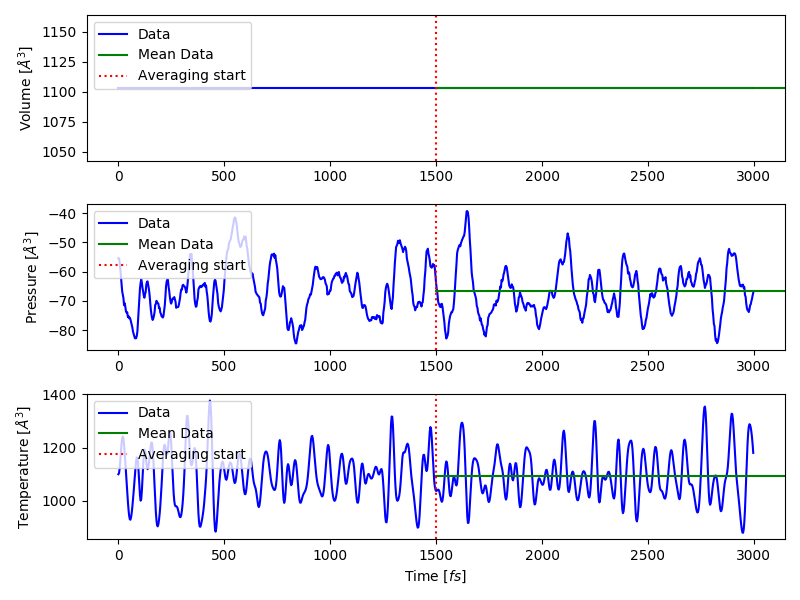 Volume [Å³]
1150
1125
1100
1075
1050
Data
Mean Data
Averaging start
0 500 1000 1500 2000 2500 3000
Pressure [Å³]
−40
−50
−60
−70
−80
Data
Mean Data
Averaging start
0 500 1000 1500 2000 2500 3000
Temperature [Å³]
1400
1200
1000
Data
Mean Data
Averaging start
0 500 1000 1500 2000 2500 3000
Time [fs]